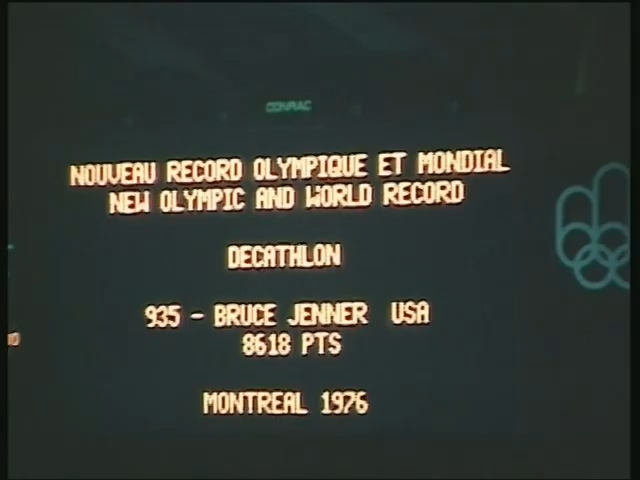 CONRAC
NOUVEAU RECORD OLYMPIQUE ET MONDIAL
NEW OLYMPIC AND WORLD RECORD
DECATHLON
935 - BRUCE JENNER USA
8618 PTS
MONTREAL 1976